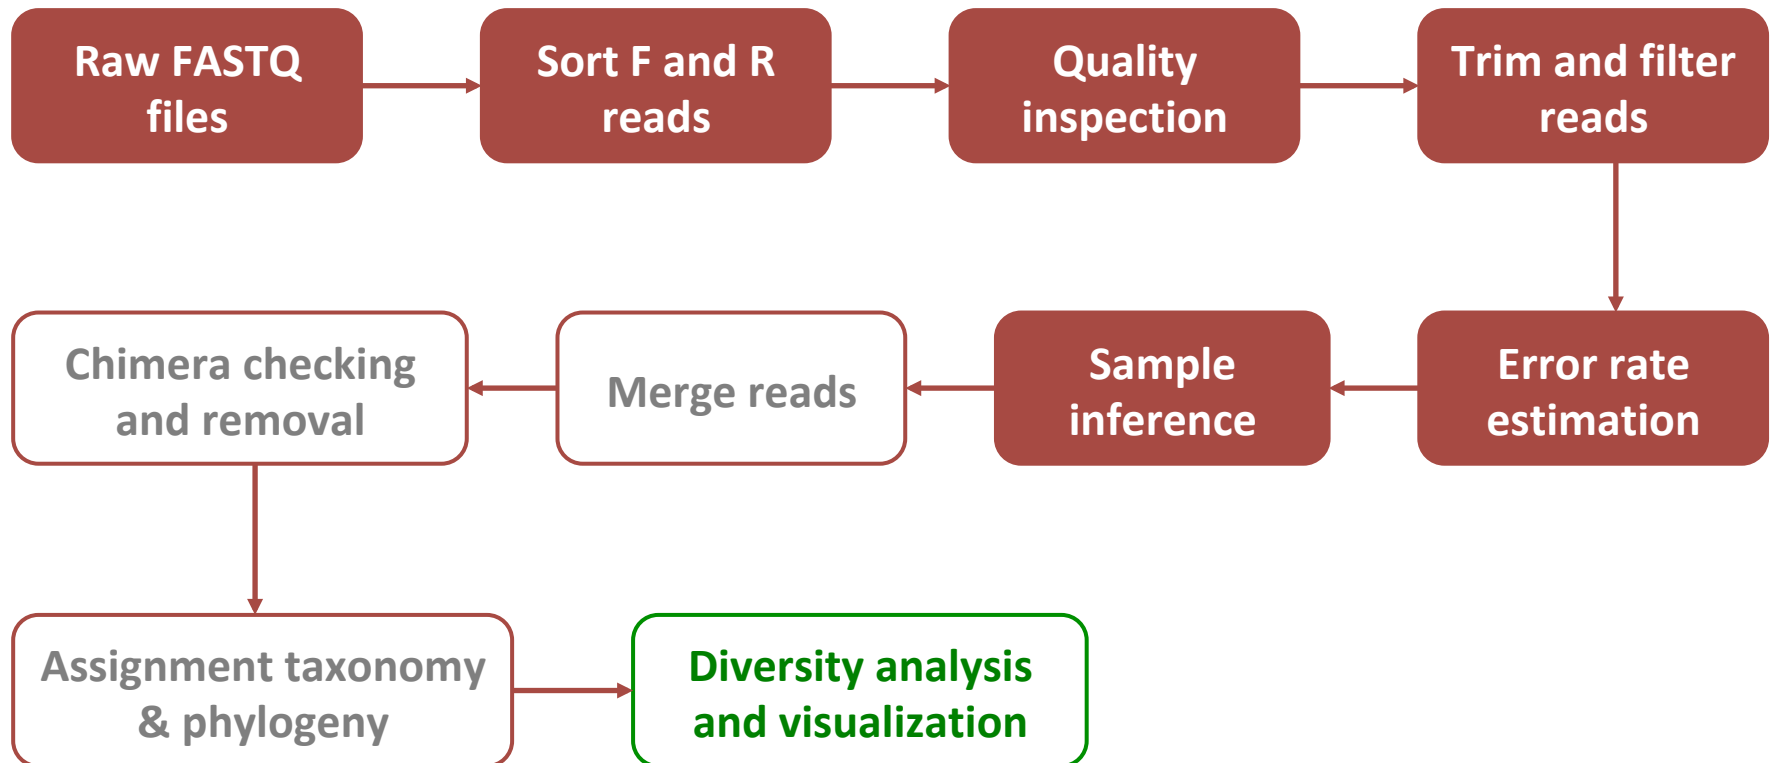 Raw FASTQ
files
Sort F and R
reads
Quality
inspection
Trim and filter
reads
Error rate
estimation
Sample
inference
Merge reads
Chimera checking
and removal
Assignment taxonomy
& phylogeny
Diversity analysis
and visualization